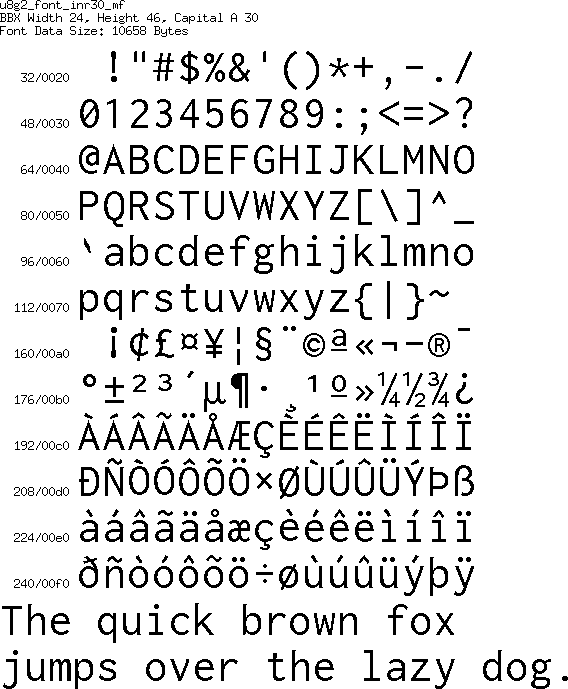 u8g2_font_inr30_mf
BBX Width 24, Height 46, Capital A 30
Font Data Size: 10658 Bytes
32/0020 !"#$%&'()*+,-./
48/0030 0123456789:;<=>?
64/0040 @ABCDEFGHIJKLMNO
80/0050 PQRSTUVWXYZ[\]^_
96/0060 `abcdefghijklmno
112/0070 pqrstuvwxyz{|}~
160/00a0 ¡¢£¤¥¦§¨©ª«¬-®¯
176/00b0 °±²³´µ¶·¸¹º»¼½¾¿
192/00c0 ÀÁÂÃÄÅÆÇÈÉÊËÌÍÎÏ
208/00d0 ÐÑÒÓÔÕÖ×ØÙÚÛÜÝÞß
224/00e0 àáâãäåæçèéêëìíîï
240/00f0 ðñòóôõö÷øùúûüýþÿ
The quick brown fox
jumps over the lazy dog.